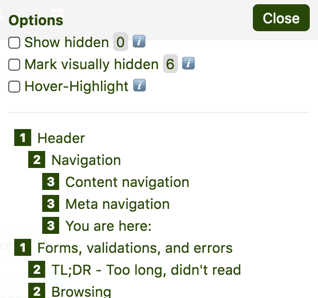 Options
Close
Show hidden 0 i
Mark visually hidden 6 i
Hover-Highlight i
1 Header
2 Navigation
3 Content navigation
3 Meta navigation
3 You are here:
1 Forms, validations, and errors
2 TL;DR - Too long, didn't read
2 Browsing